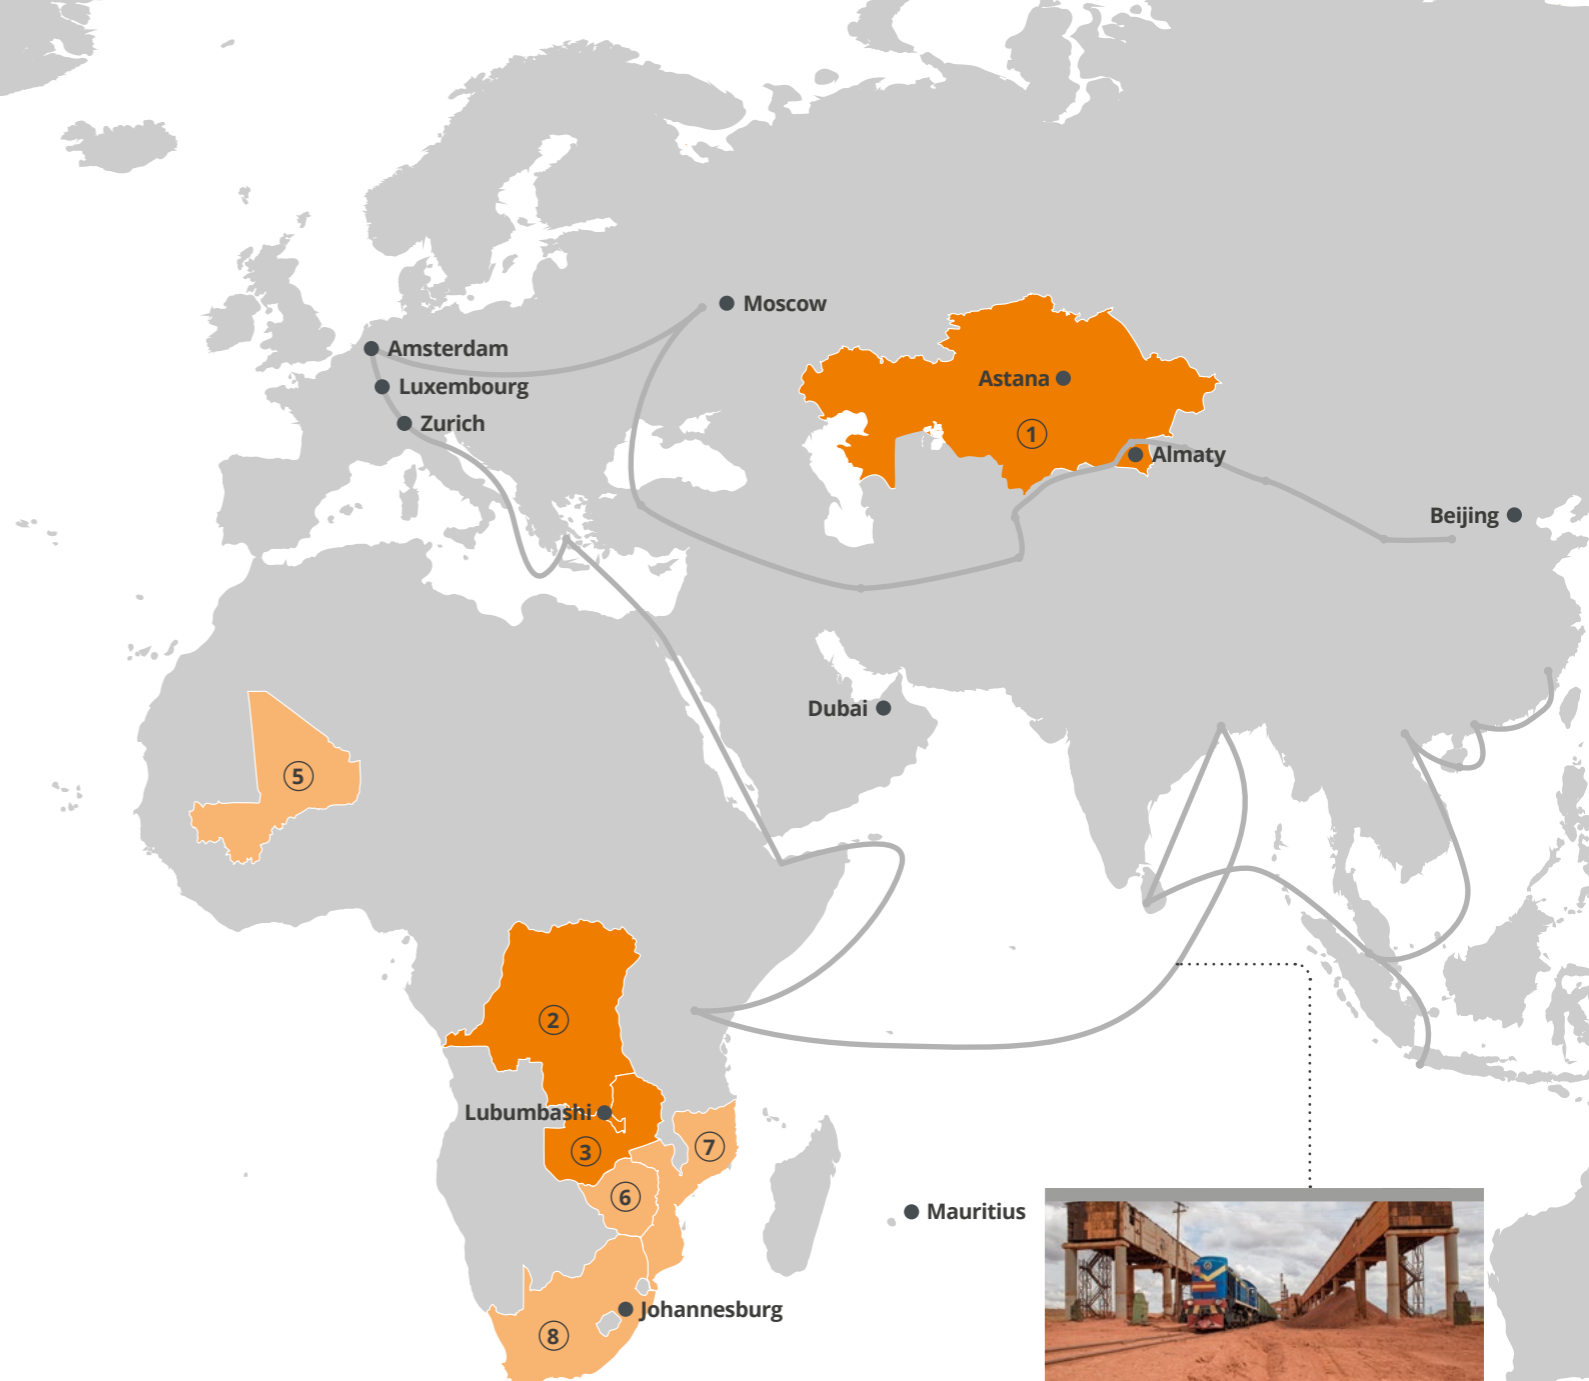 Moscow
Amsterdam
Astana
Luxembourg
Zurich
1
Almaty
Beijing
Dubai
5
2
Lubumbashi
3
7
6
Mauritius
Johannesburg
8